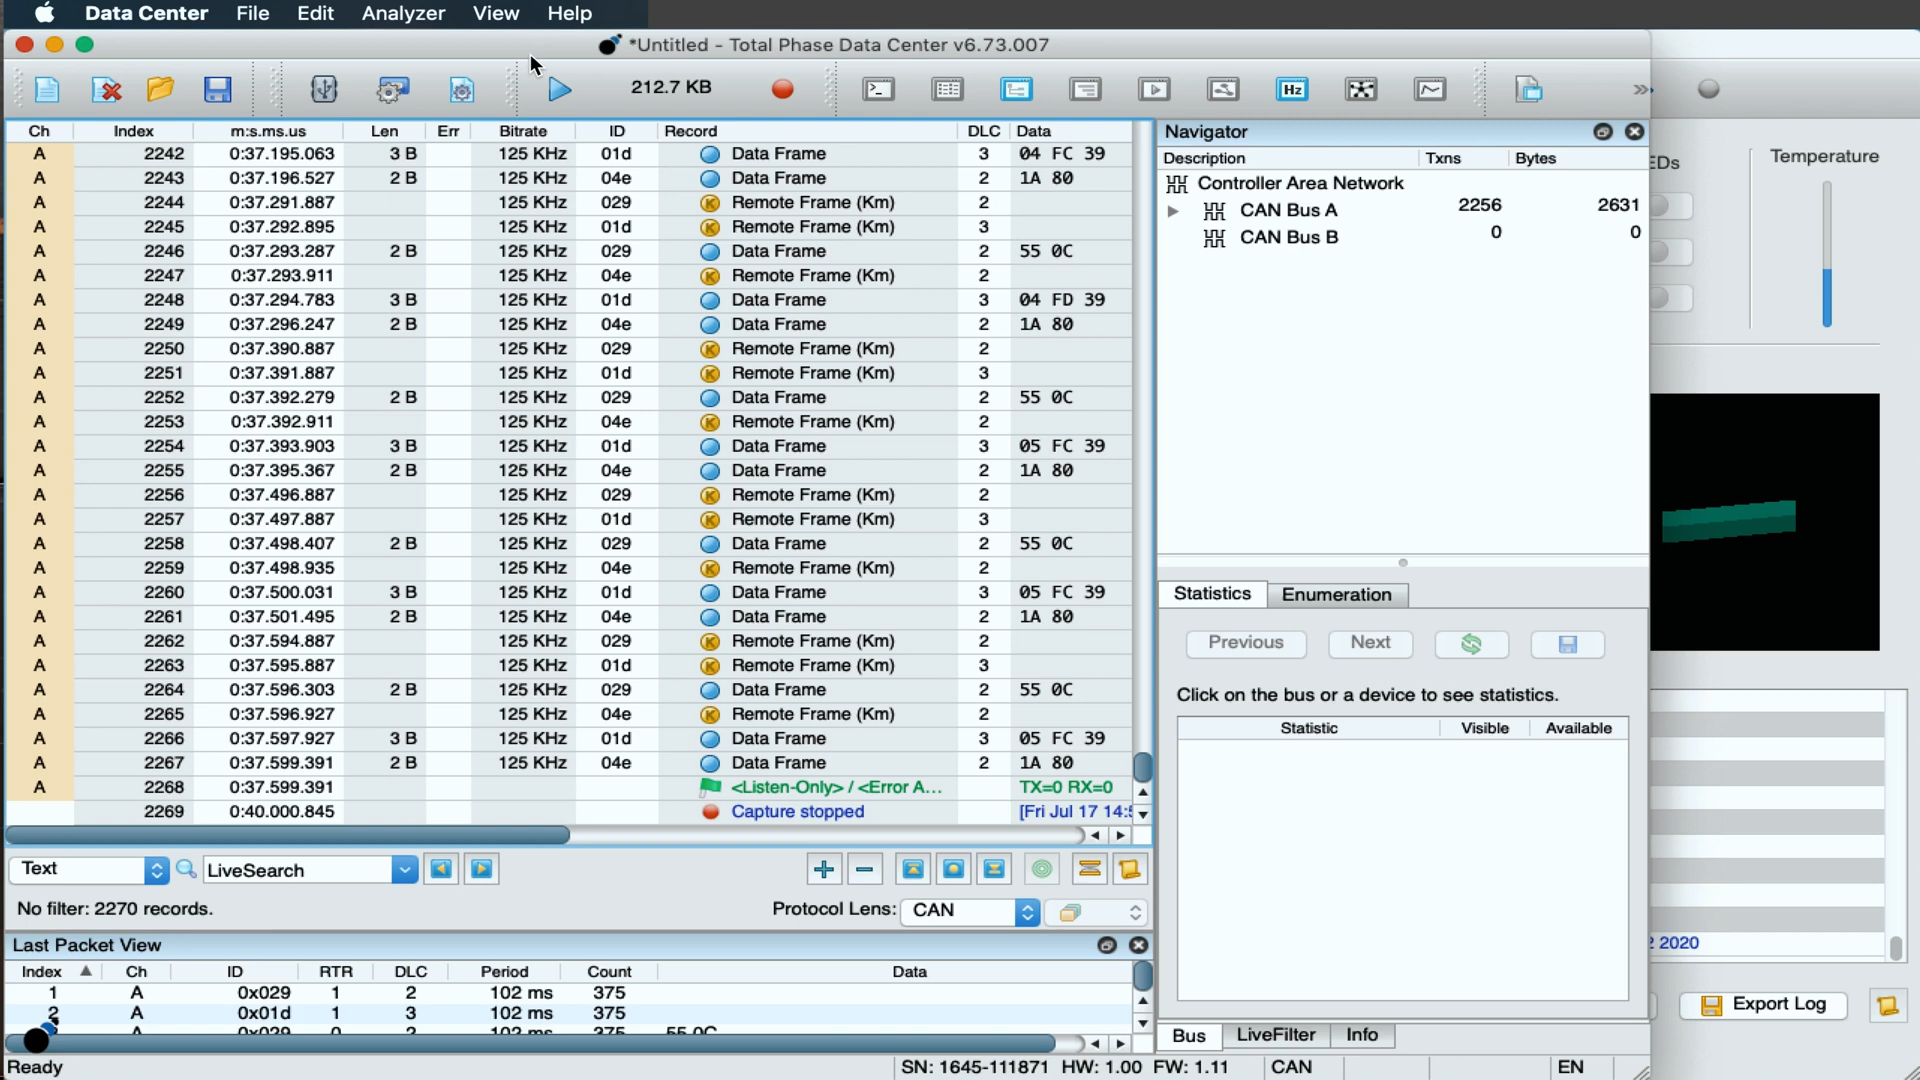 Data Center File Edit Analyzer View Help
*Untitled - Total Phase Data Center v6.73.007
212.7 KB Hz »
Ch Index m:s.ms.us Len Err Bitrate ID Record DLC Data
A 2242 0:37.195.063 3 B 125 KHz 01d Data Frame 3 04 FC 39
A 2243 0:37.196.527 2 B 125 KHz 04e Data Frame 2 1A 80
A 2244 0:37.291.887 125 KHz 029 K Remote Frame (Km) 2
A 2245 0:37.292.895 125 KHz 01d K Remote Frame (Km) 3
A 2246 0:37.293.287 2 B 125 KHz 029 Data Frame 2 55 0C
A 2247 0:37.293.911 125 KHz 04e K Remote Frame (Km) 2
A 2248 0:37.294.783 3 B 125 KHz 01d Data Frame 3 04 FD 39
A 2249 0:37.296.247 2 B 125 KHz 04e Data Frame 2 1A 80
A 2250 0:37.390.887 125 KHz 029 K Remote Frame (Km) 2
A 2251 0:37.391.887 125 KHz 01d K Remote Frame (Km) 3
A 2252 0:37.392.279 2 B 125 KHz 029 Data Frame 2 55 0C
A 2253 0:37.392.911 125 KHz 04e K Remote Frame (Km) 2
A 2254 0:37.393.903 3 B 125 KHz 01d Data Frame 3 05 FC 39
A 2255 0:37.395.367 2 B 125 KHz 04e Data Frame 2 1A 80
A 2256 0:37.496.887 125 KHz 029 K Remote Frame (Km) 2
A 2257 0:37.497.887 125 KHz 01d K Remote Frame (Km) 3
A 2258 0:37.498.407 2 B 125 KHz 029 Data Frame 2 55 0C
A 2259 0:37.498.935 125 KHz 04e K Remote Frame (Km) 2
A 2260 0:37.500.031 3 B 125 KHz 01d Data Frame 3 05 FC 39
A 2261 0:37.501.495 2 B 125 KHz 04e Data Frame 2 1A 80
A 2262 0:37.594.887 125 KHz 029 K Remote Frame (Km) 2
A 2263 0:37.595.887 125 KHz 01d K Remote Frame (Km) 3
A 2264 0:37.596.303 2 B 125 KHz 029 Data Frame 2 55 0C
A 2265 0:37.596.927 125 KHz 04e K Remote Frame (Km) 2
A 2266 0:37.597.927 3 B 125 KHz 01d Data Frame 3 05 FC 39
A 2267 0:37.599.391 2 B 125 KHz 04e Data Frame 2 1A 80
A 2268 0:37.599.391 <Listen-Only> / <Error A... TX=0 RX=0
2269 0:40.000.845 Capture stopped [Fri Jul 17 14:
Text LiveSearch
No filter: 2270 records. Protocol Lens: CAN
Last Packet View
Index Ch ID RTR DLC Period Count Data
1 A 0x029 1 2 102 ms 375
2 A 0x01d 1 3 102 ms 375
A 0x029 0 2 102 ms 375 55 0C
Navigator
Description Txns Bytes
Controller Area Network
CAN Bus A 2256 2631
CAN Bus B 0 0
Statistics Enumeration
Previous Next
Click on the bus or a device to see statistics.
Statistic Visible Available
Bus LiveFilter Info
Ready SN: 1645-111871 HW: 1.00 FW: 1.11 CAN EN
EDs Temperature
2020
Export Log